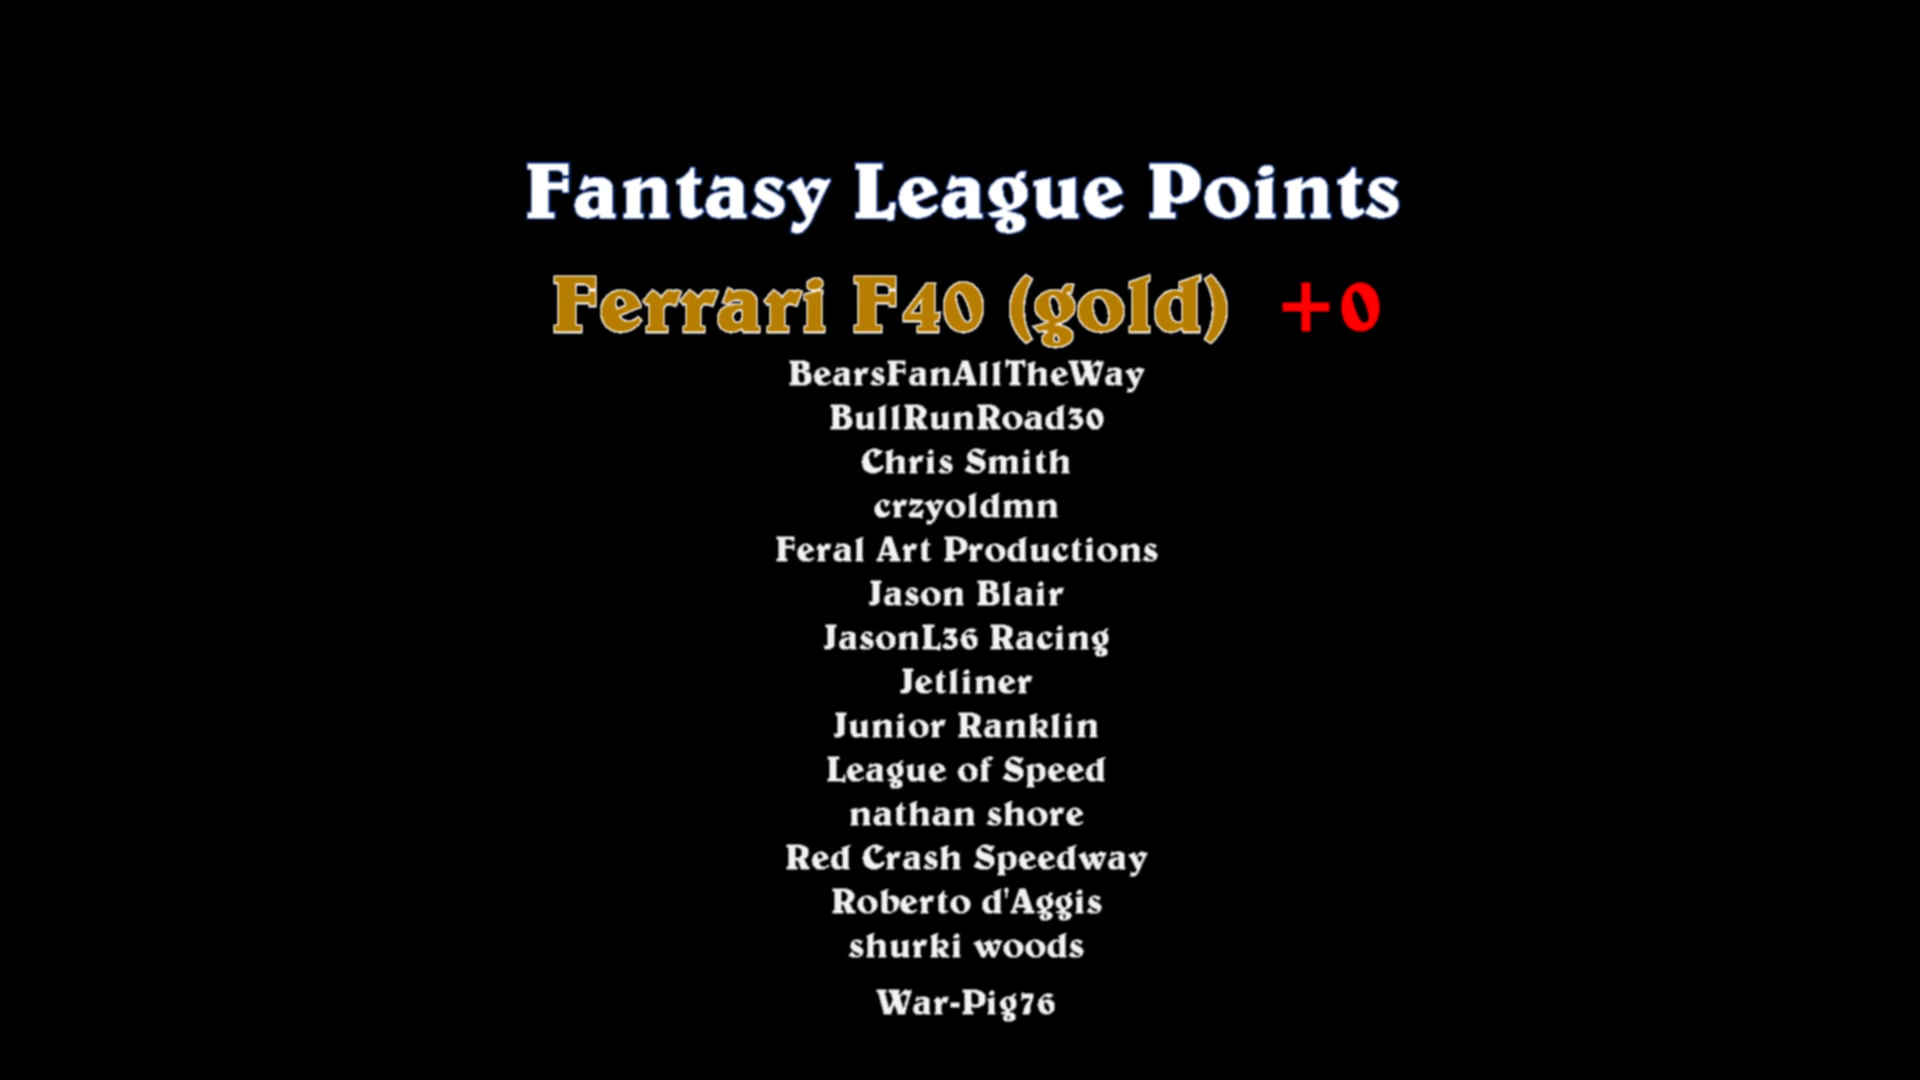 Fantasy League Points
Ferrari F40 (gold) +0
BearsFanAllTheWay
BullRunRoad30
Chris Smith
crzyoldmn
Feral Art Productions
Jason Blair
JasonL36 Racing
Jetliner
Junior Ranklin
League of Speed
nathan shore
Red Crash Speedway
Roberto d'Aggis
shurki woods
War-Pig76